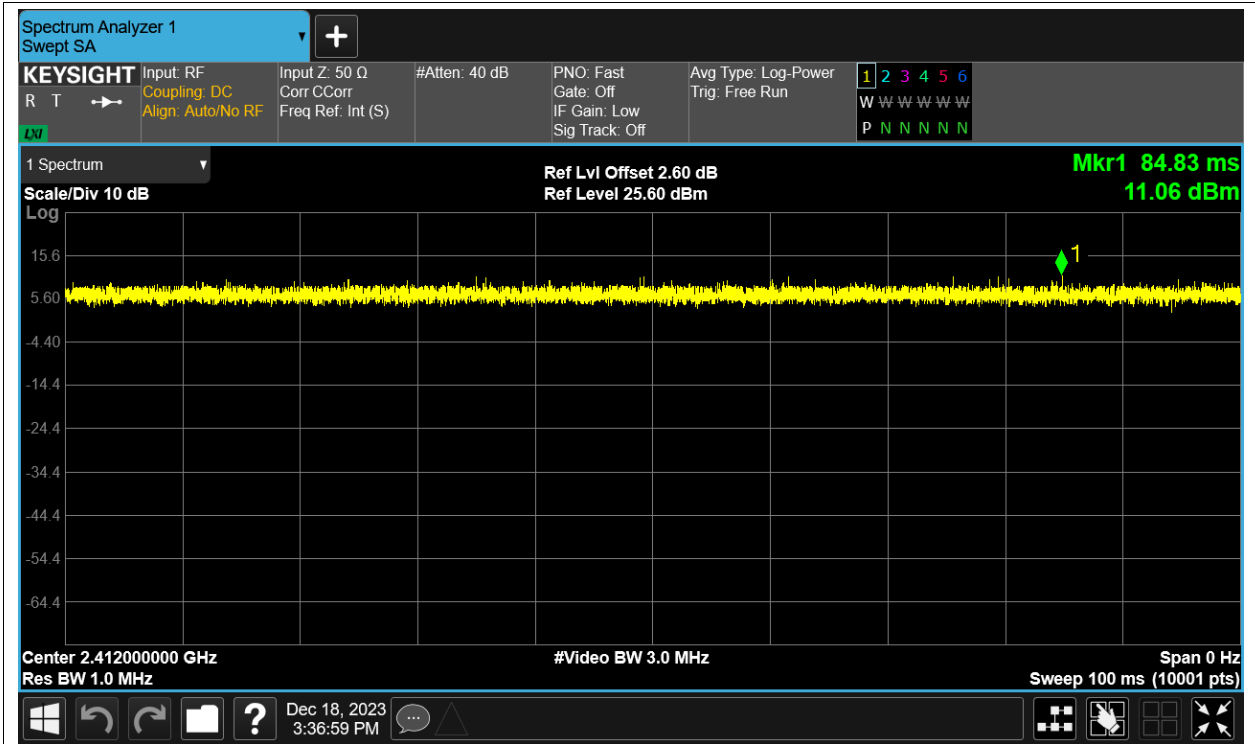 Spectrum Analyzer 1
Swept SA
KEYSIGHT
R T
LXI
Input: RF
Coupling: DC
Align: Auto/No RF
Input Z: 50 Ω
Corr CCorr
Freq Ref: Int (S)
#Atten: 40 dB
PNO: Fast
Gate: Off
IF Gain: Low
Sig Track: Off
Avg Type: Log-Power
Trig: Free Run
1 2 3 4 5 6
W W W W W W
P N N N N N
1 Spectrum
Scale/Div 10 dB
Log
Ref Lvl Offset 2.60 dB
Ref Level 25.60 dBm
Mkr1 84.83 ms
11.06 dBm
1
15.6
5.60
-4.40
-14.4
-24.4
-34.4
-44.4
-54.4
-64.4
Center 2.412000000 GHz
Res BW 1.0 MHz
#Video BW 3.0 MHz
Span 0 Hz
Sweep 100 ms (10001 pts)
?
Dec 18, 2023
3:36:59 PM